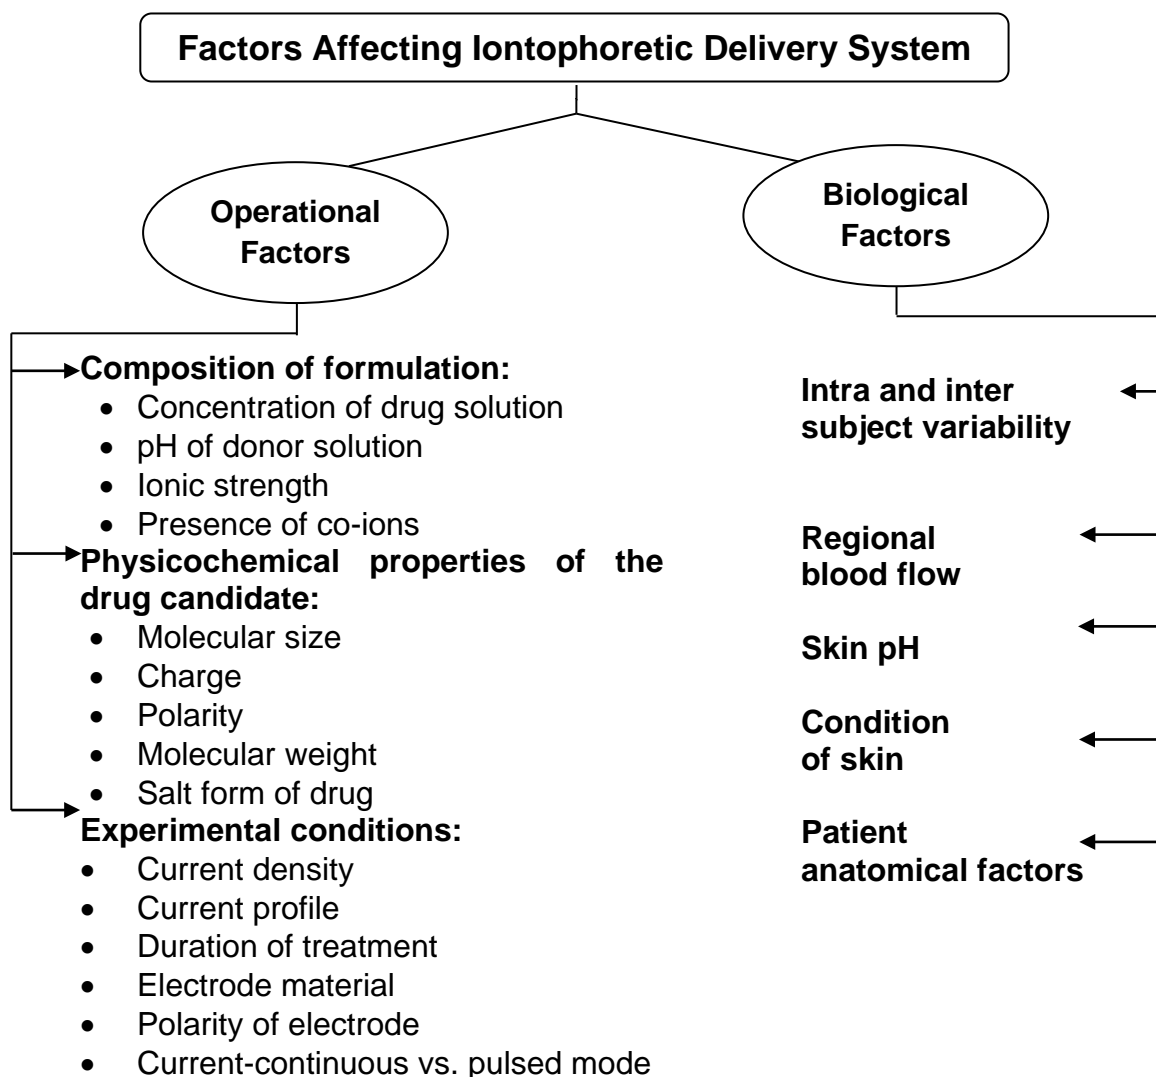 Factors Affecting Iontophoretic Delivery System
Operational
Factors
Biological
Factors
Composition of formulation:
• Concentration of drug solution
• pH of donor solution
• Ionic strength
• Presence of co-ions
Physicochemical properties of the
drug candidate:
• Molecular size
• Charge
• Polarity
• Molecular weight
• Salt form of drug
Experimental conditions:
• Current density
• Current profile
• Duration of treatment
• Electrode material
• Polarity of electrode
• Current-continuous vs. pulsed mode
Intra and inter
subject variability
Regional
blood flow
Skin pH
Condition
of skin
Patient
anatomical factors